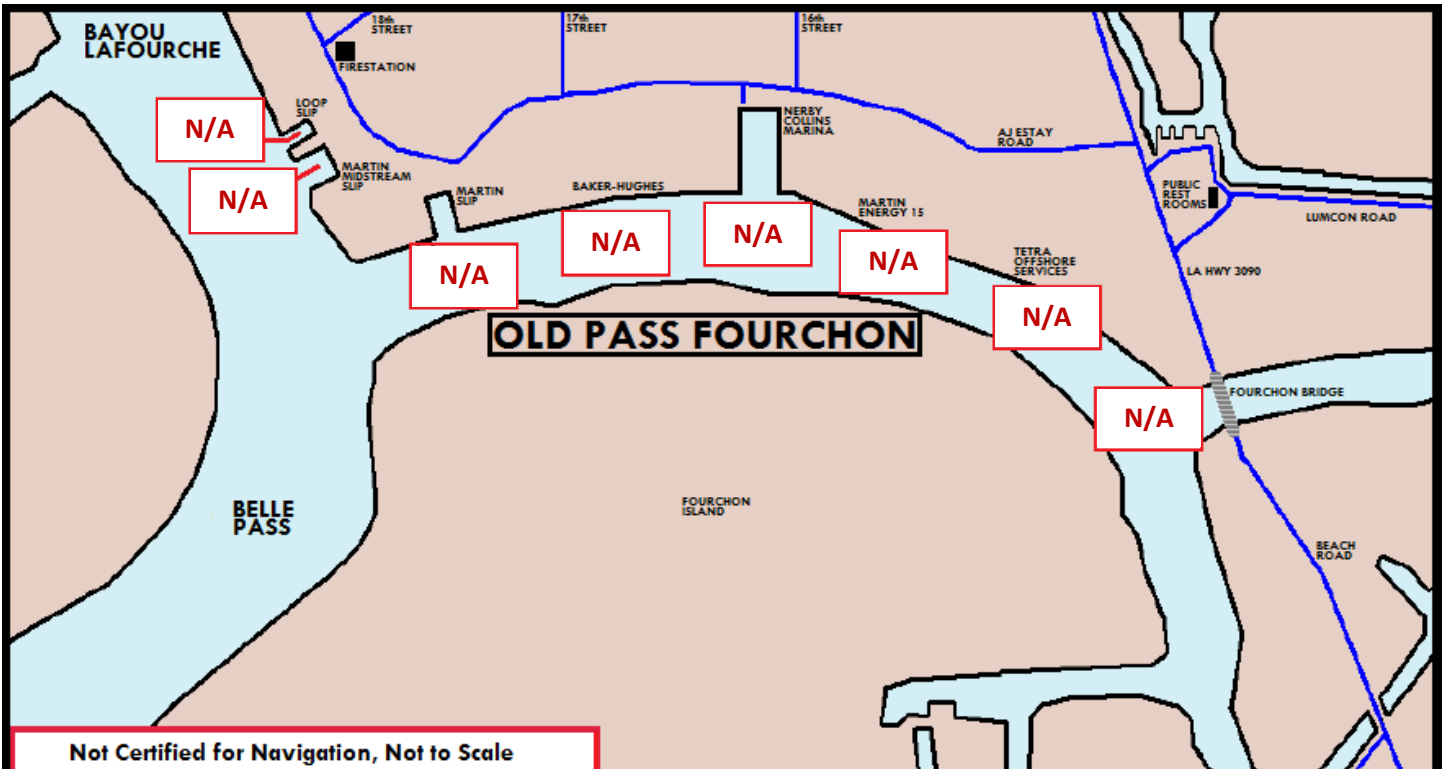 BAYOU
LAFOURCHE
18th
STREET
17th
STREET
16th
STREET
FIRESTATION
LOOP
SLIP
N/A
NERBY
COLLINS
MARINA
AJ ESTAY
ROAD
MARTIN
MIDSTREAM
SLIP
N/A
MARTIN
SLIP
BAKER-HUGHES
PUBLIC
REST
ROOMS
MARTIN
ENERGY 15
LUMCON ROAD
N/A
N/A
N/A
N/A
TETRA
OFFSHORE
SERVICES
LA HWY 3090
N/A
OLD PASS FOURCHON
FOURCHON BRIDGE
N/A
BELLE
PASS
FOURCHON
ISLAND
BEACH
ROAD
Not Certified for Navigation, Not to Scale